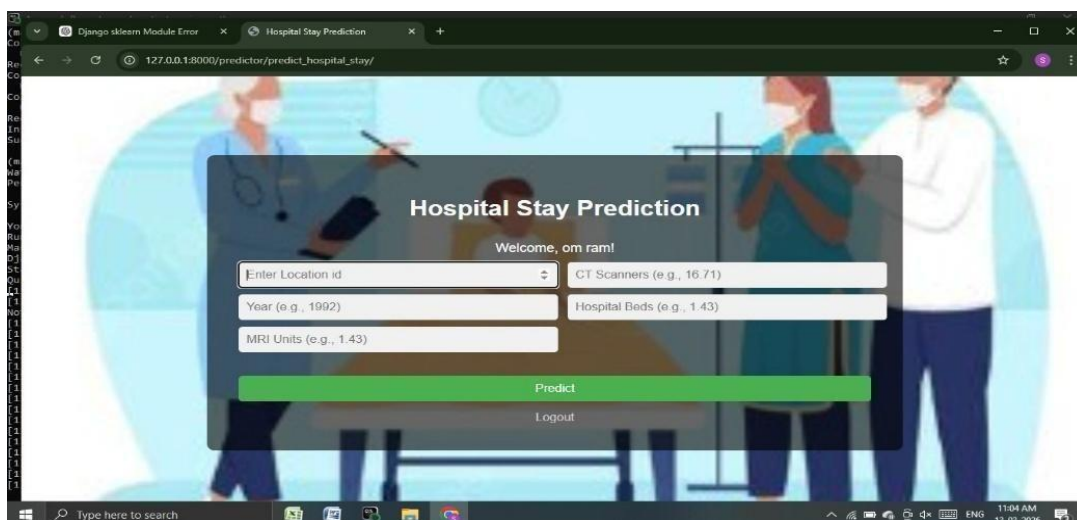 Django sklearn Module Error
Hospital Stay Prediction
127.0.0.1:8000/predictor/predict_hospital_stay/
S
Hospital Stay Prediction
Welcome, om ram!
Enter Location id
CT Scanners (e.g., 16.71)
Year (e.g., 1992)
Hospital Beds (e.g., 1.43)
MRI Units (e.g., 1.43)
Predict
Logout
Type here to search
ENG
11:04 AM